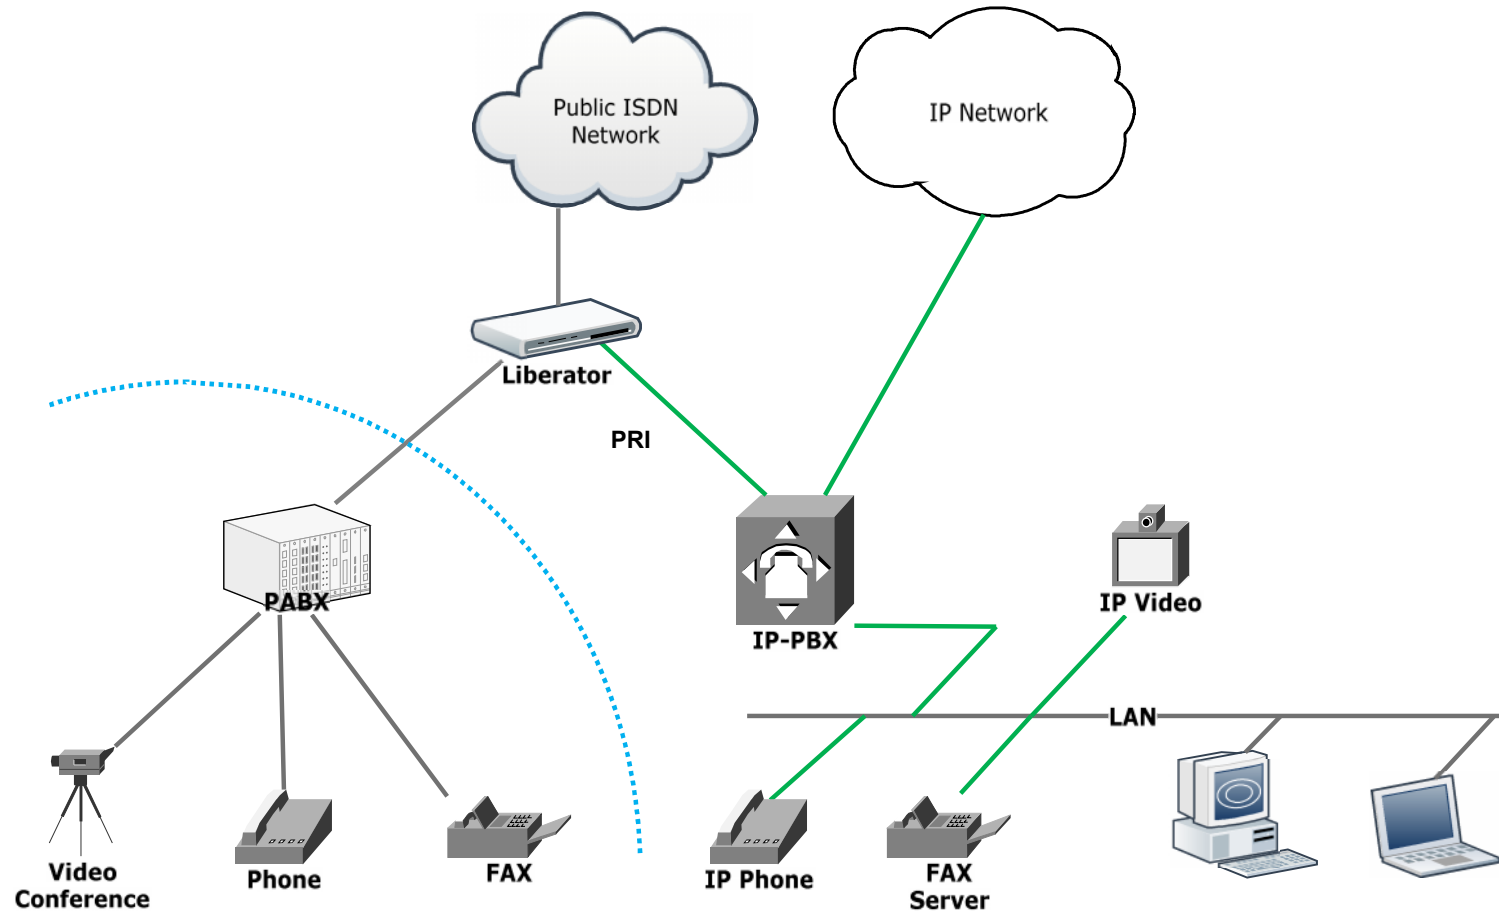 Public ISDN
Network
IP Network
Liberator
PRI
PABX
IP-PBX
IP Video
LAN
Video
Conference
Phone
FAX
IP Phone
FAX
Server